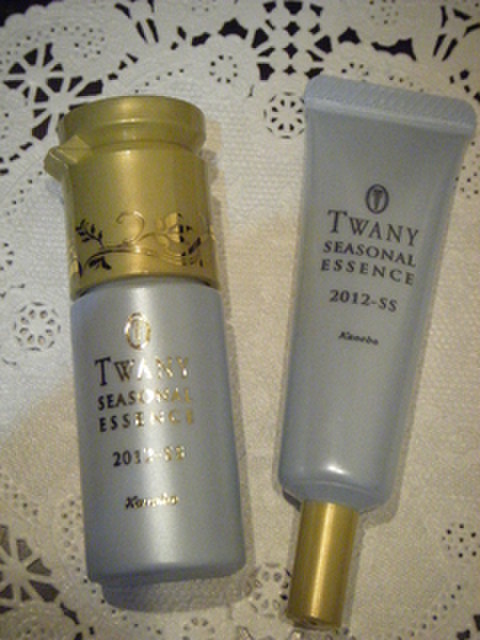 TWANY
SEASONAL
ESSENCE
2012-SS
Kanebo
TWANY
SEASONAL
ESSENCE
2012-SS
Kanebo